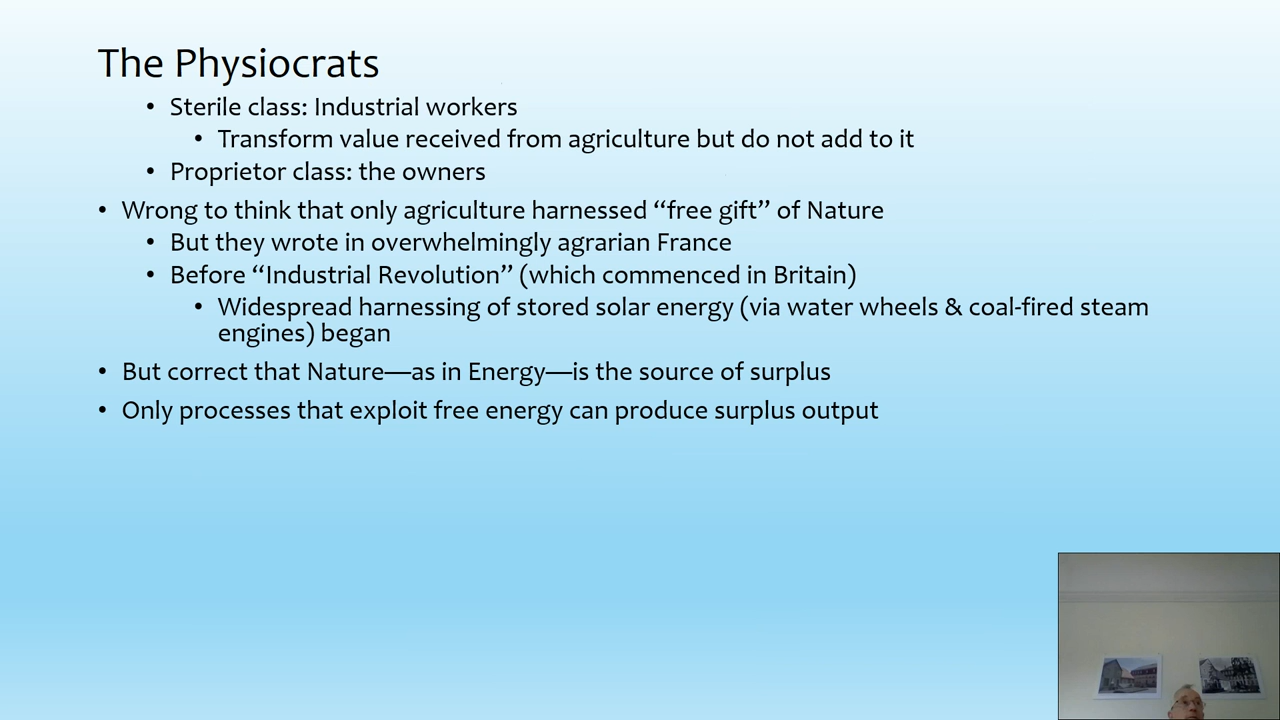 The Physiocrats
• Sterile class: Industrial workers
• Transform value received from agriculture but do not add to it
• Proprietor class: the owners
• Wrong to think that only agriculture harnessed “free gift” of Nature
• But they wrote in overwhelmingly agrarian France
• Before “Industrial Revolution” (which commenced in Britain)
• Widespread harnessing of stored solar energy (via water wheels & coal-fired steam
engines) began
• But correct that Nature—as in Energy—is the source of surplus
• Only processes that exploit free energy can produce surplus output